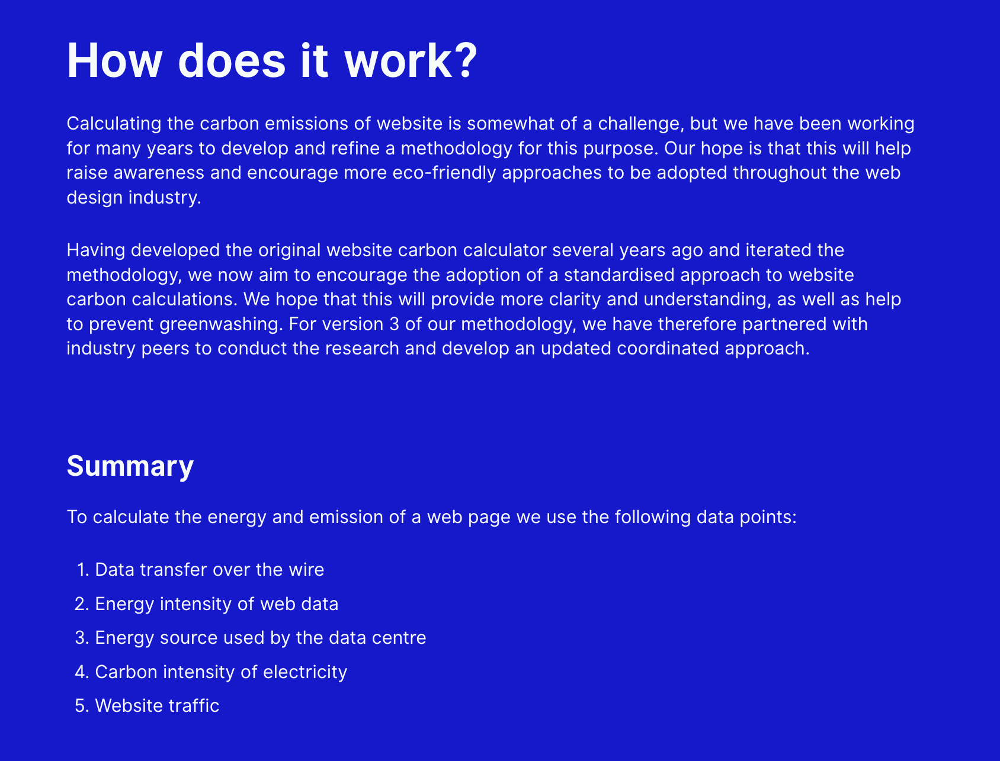 How does it work?
Calculating the carbon emissions of website is somewhat of a challenge, but we have been working
for many years to develop and refine a methodology for this purpose. Our hope is that this will help
raise awareness and encourage more eco-friendly approaches to be adopted throughout the web
design industry.
Having developed the original website carbon calculator several years ago and iterated the
methodology, we now aim to encourage the adoption of a standardised approach to website
carbon calculations. We hope that this will provide more clarity and understanding, as well as help
to prevent greenwashing. For version 3 of our methodology, we have therefore partnered with
industry peers to conduct the research and develop an updated coordinated approach.
Summary
To calculate the energy and emission of a web page we use the following data points:
1. Data transfer over the wire
2. Energy intensity of web data
3. Energy source used by the data centre
4. Carbon intensity of electricity
5. Website traffic